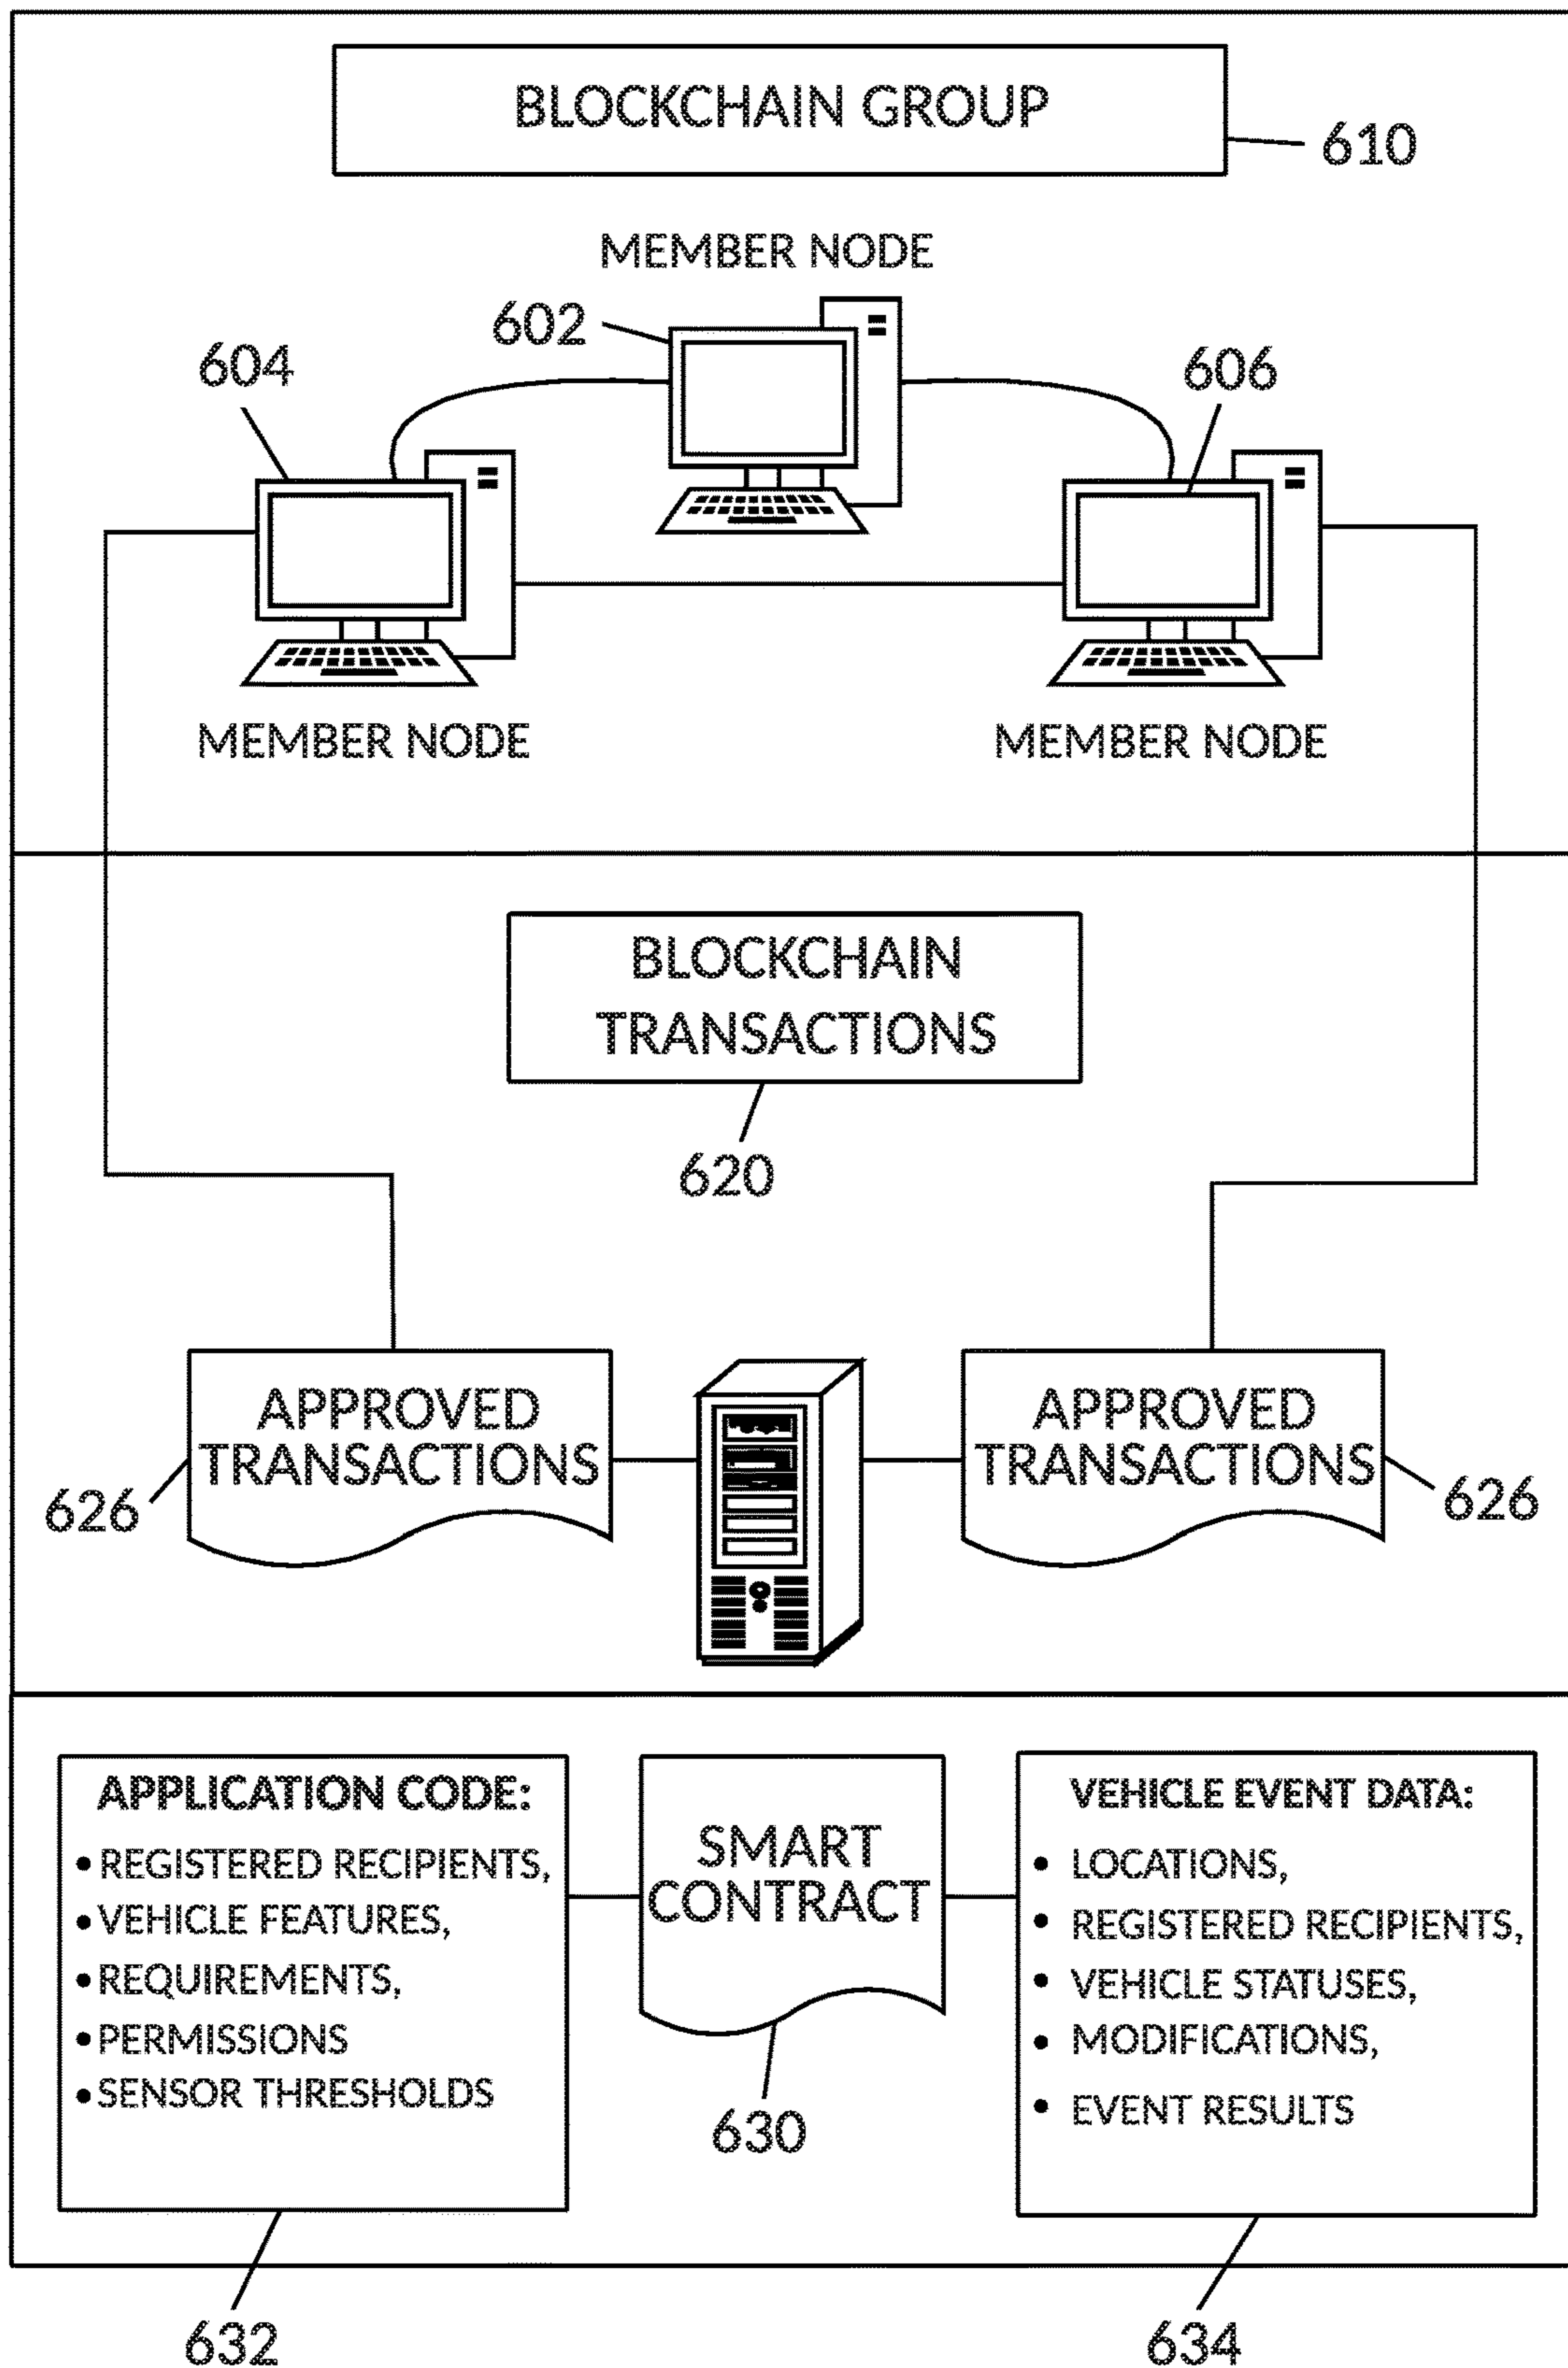 BLOCKCHAIN GROUP
610
MEMBER NODE
602
604
606
MEMBER NODE
MEMBER NODE
BLOCKCHAIN
TRANSACTIONS
620
APPROVED
TRANSACTIONS
626
APPROVED
TRANSACTIONS
626
APPLICATION CODE:
• REGISTERED RECIPIENTS,
• VEHICLE FEATURES,
• REQUIREMENTS,
• PERMISSIONS
• SENSOR THRESHOLDS
632
SMART
CONTRACT
630
VEHICLE EVENT DATA:
• LOCATIONS,
• REGISTERED RECIPIENTS,
• VEHICLE STATUSES,
• MODIFICATIONS,
• EVENT RESULTS
634